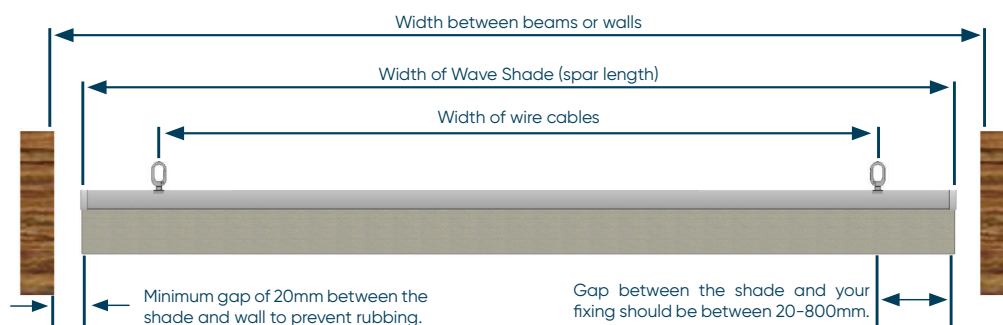 Width between beams or walls
Width of Wave Shade (spar length)
Width of wire cables
Minimum gap of 20mm between the
shade and wall to prevent rubbing.
Gap between the shade and your
fixing should be between 20-800mm.